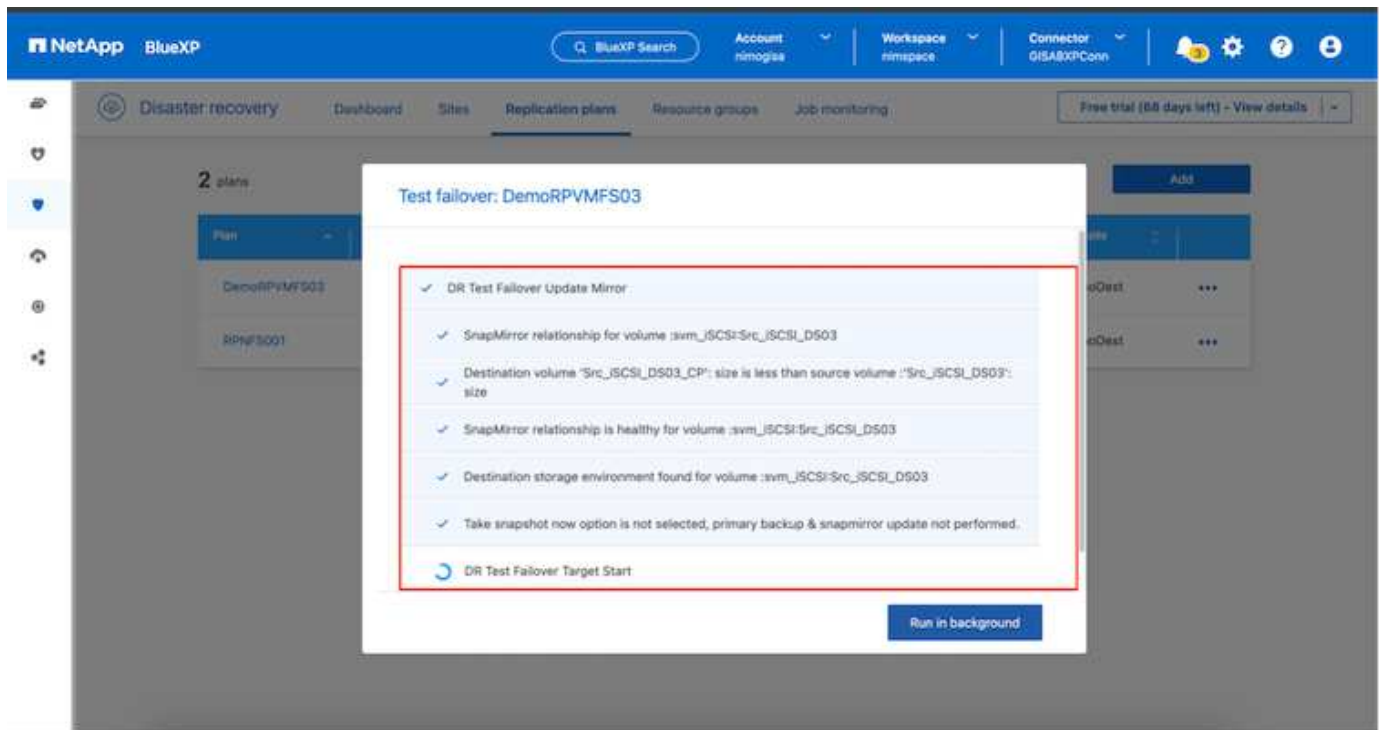 NetApp BlueXP
BlueXP Search
Account
nimogisa
Workspace
nimspace
Connector
GISABXPConn
3
Disaster recovery
Dashboard
Sites
Replication plans
Resource groups
Job monitoring
Free trial (68 days left) - View details
2 plans
Add
Plan
DemoRPVMFS03
RPNFS001
Test failover: DemoRPVMFS03
DR Test Failover Update Mirror
SnapMirror relationship for volume :svm_iSCSI:Src_iSCSI_DS03
Destination volume 'Src_iSCSI_DS03_CP': size is less than source volume :'Src_iSCSI_DS03':
size
SnapMirror relationship is healthy for volume :svm_iSCSI:Src_iSCSI_DS03
Destination storage environment found for volume :svm_iSCSI:Src_iSCSI_DS03
Take snapshot now option is not selected, primary backup & snapmirror update not performed.
DR Test Failover Target Start
Run in background